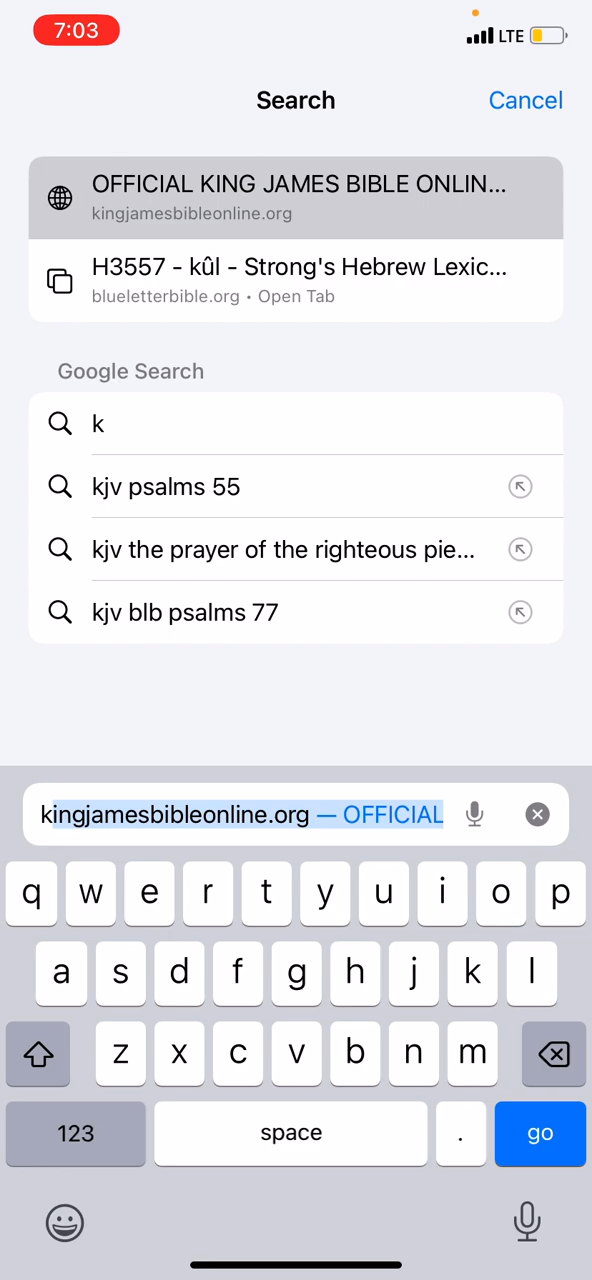 7:03
LTE
Search
Cancel
OFFICIAL KING JAMES BIBLE ONLIN...
kingjamesbibleonline.org
H3557 - kûl - Strong's Hebrew Lexic...
blueletterbible.org • Open Tab
Google Search
k
kjv psalms 55
kjv the prayer of the righteous pie...
kjv blb psalms 77
kingjamesbibleonline.org — OFFICIAL
q w e r t y u i o p
a s d f g h j k l
z x c v b n m
123 space . go